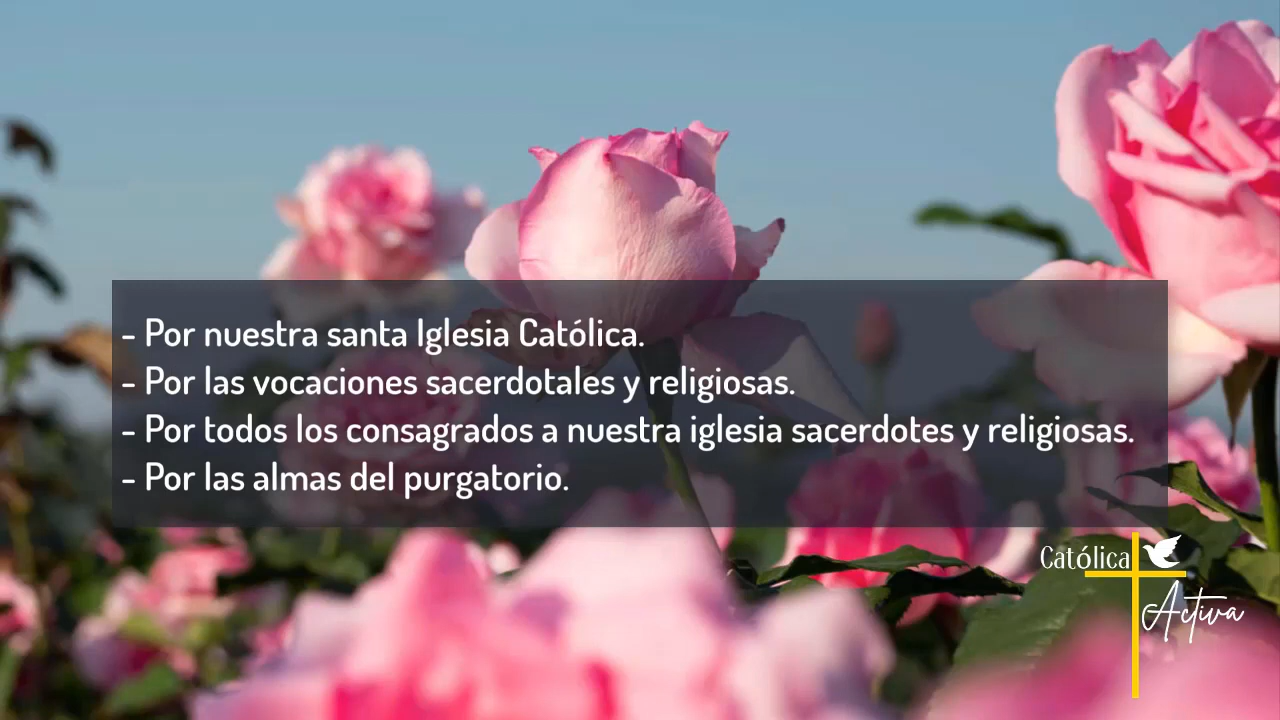 - Por nuestra santa Iglesia Católica.
- Por las vocaciones sacerdotales y religiosas.
- Por todos los consagrados a nuestra iglesia sacerdotes y religiosas.
- Por las almas del purgatorio.
Católica
Activa